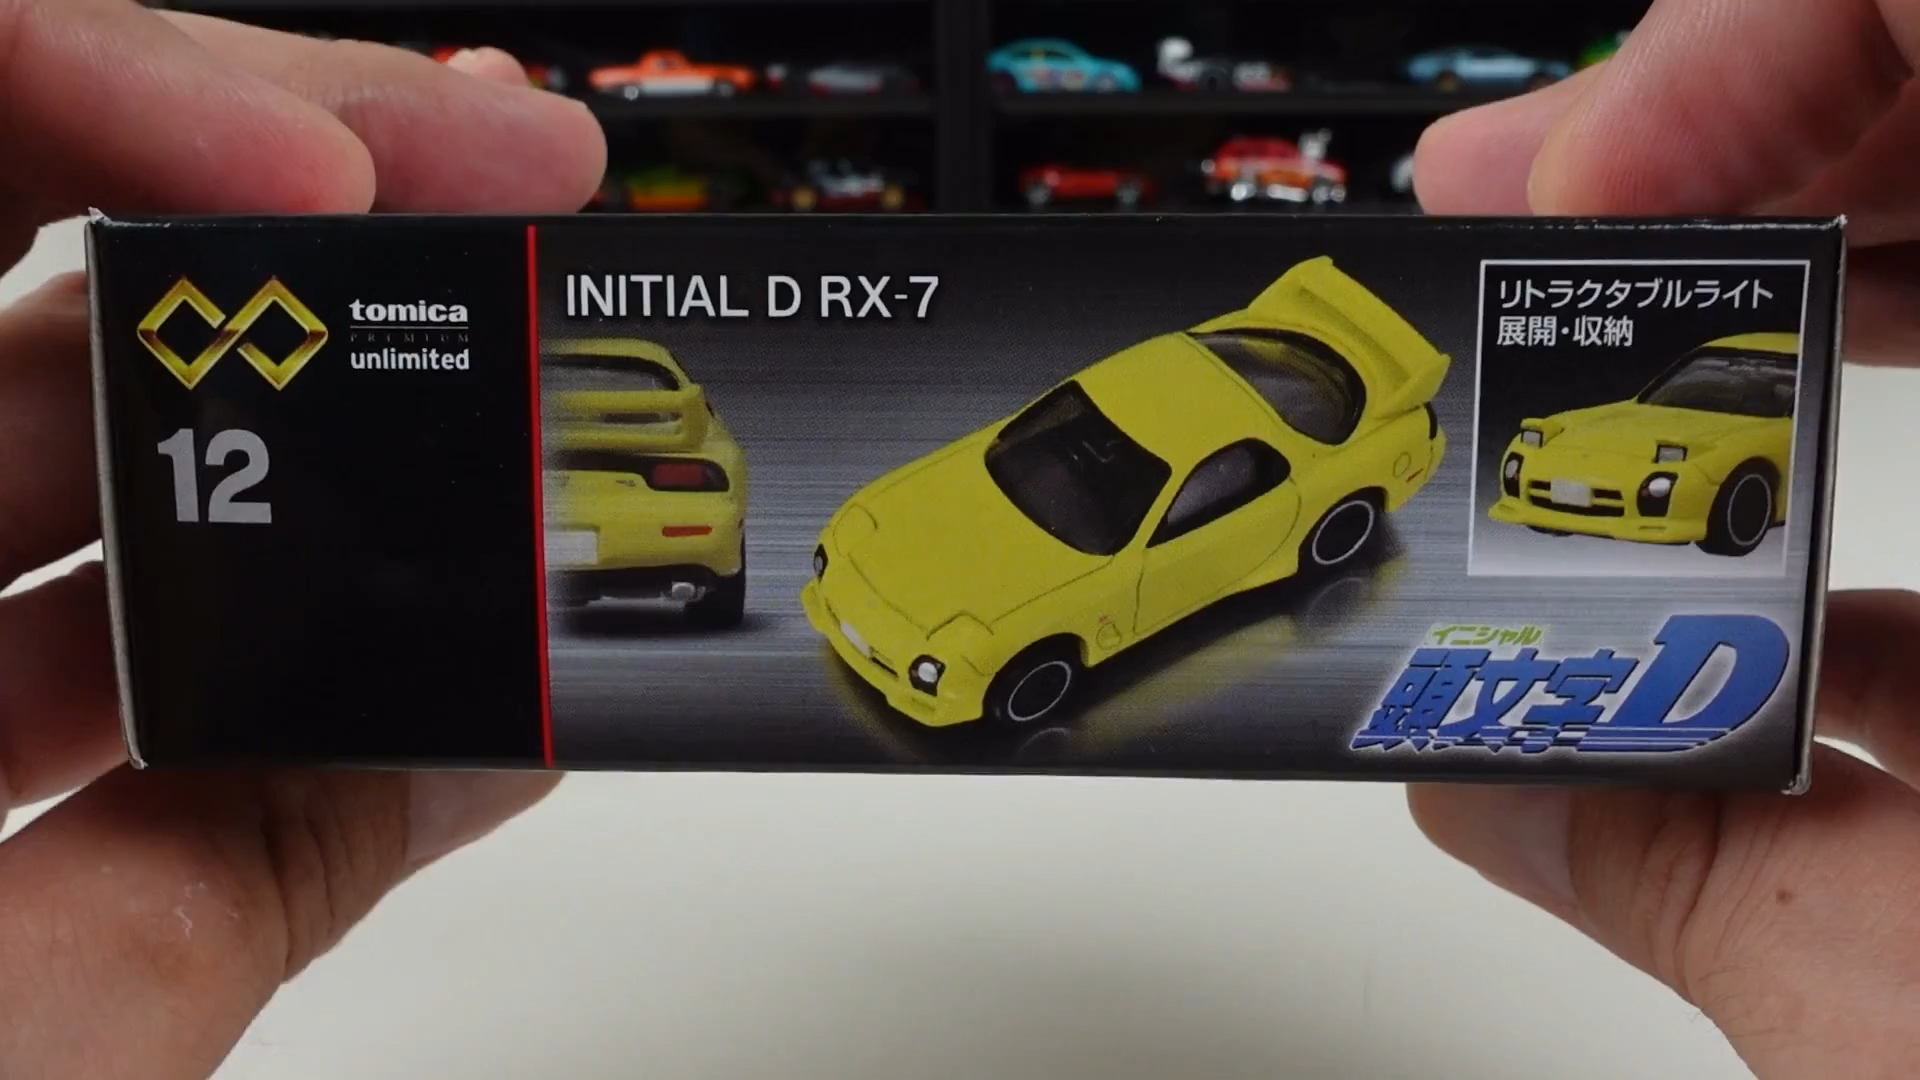 tomica
PREMIUM
unlimited
12
INITIAL D RX-7
リトラクタブルライト
展開・収納
イニシャル
頭文字D